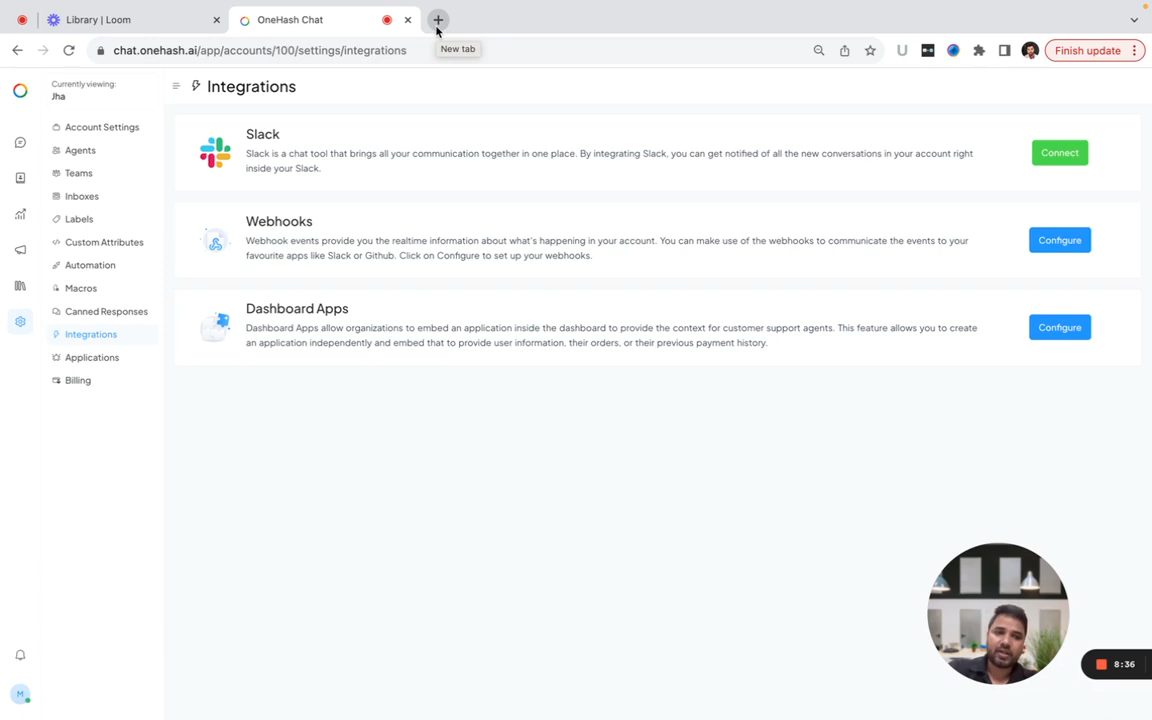 Library | Loom
OneHash Chat
chat.onehash.ai/app/accounts/100/settings/integrations
New tab
U
Finish update
Currently viewing:
Jha
Account Settings
Agents
Teams
Inboxes
Labels
Custom Attributes
Automation
Macros
Canned Responses
Integrations
Applications
Billing
M
Integrations
Slack
Slack is a chat tool that brings all your communication together in one place. By integrating Slack, you can get notified of all the new conversations in your account right
inside your Slack.
Connect
Webhooks
Webhook events provide you the realtime information about what's happening in your account. You can make use of the webhooks to communicate the events to your
favourite apps like Slack or Github. Click on Configure to set up your webhooks.
Configure
Dashboard Apps
Dashboard Apps allow organizations to embed an application inside the dashboard to provide the context for customer support agents. This feature allows you to create
an application independently and embed that to provide user information, their orders, or their previous payment history.
Configure
8:36